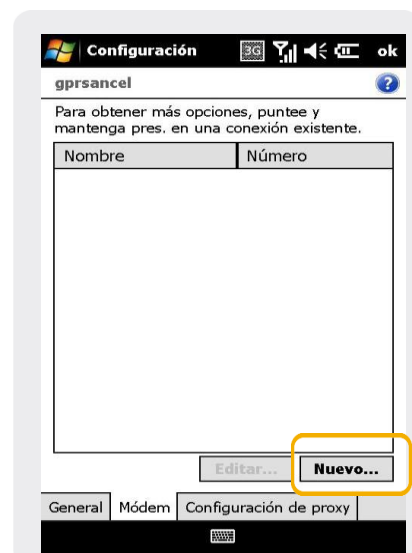 Configuración 3G ok
gprsancel ?
Para obtener más opciones, puntee y
mantenga pres. en una conexión existente.
Nombre Número
Editar... Nuevo...
General Módem Configuración de proxy